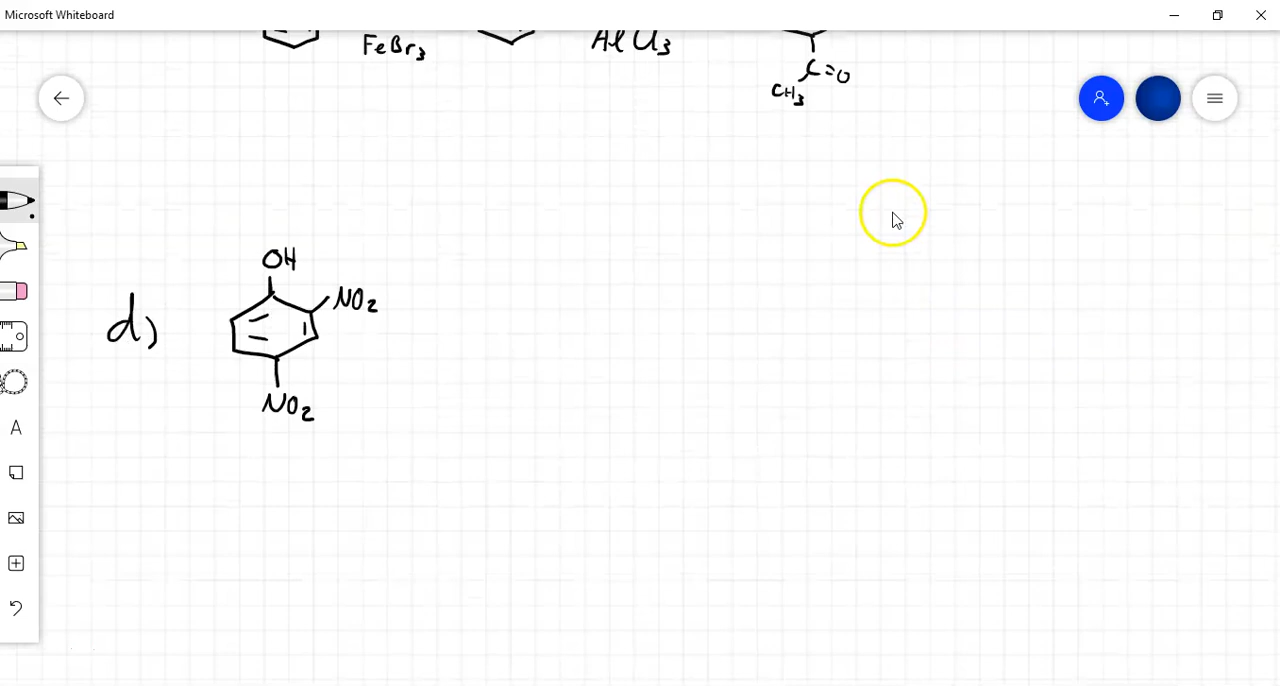 Microsoft Whiteboard
FeBr3
AlCl3
C=O
CH3
OH
NO2
d)
NO2
A